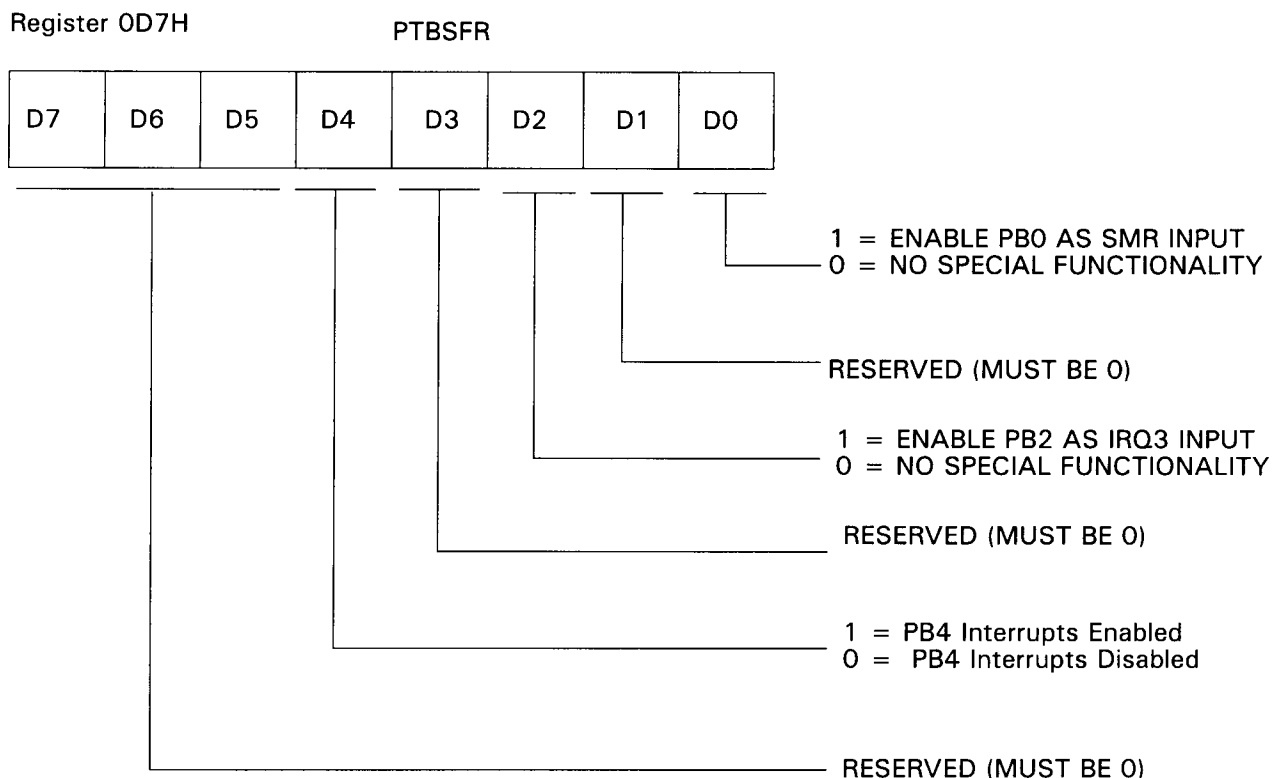 Register 0D7H
PTBSFR
D7 D6 D5 D4 D3 D2 D1 D0
1 = ENABLE PB0 AS SMR INPUT
0 = NO SPECIAL FUNCTIONALITY
RESERVED (MUST BE 0)
1 = ENABLE PB2 AS IRQ3 INPUT
0 = NO SPECIAL FUNCTIONALITY
RESERVED (MUST BE 0)
1 = PB4 Interrupts Enabled
0 = PB4 Interrupts Disabled
RESERVED (MUST BE 0)